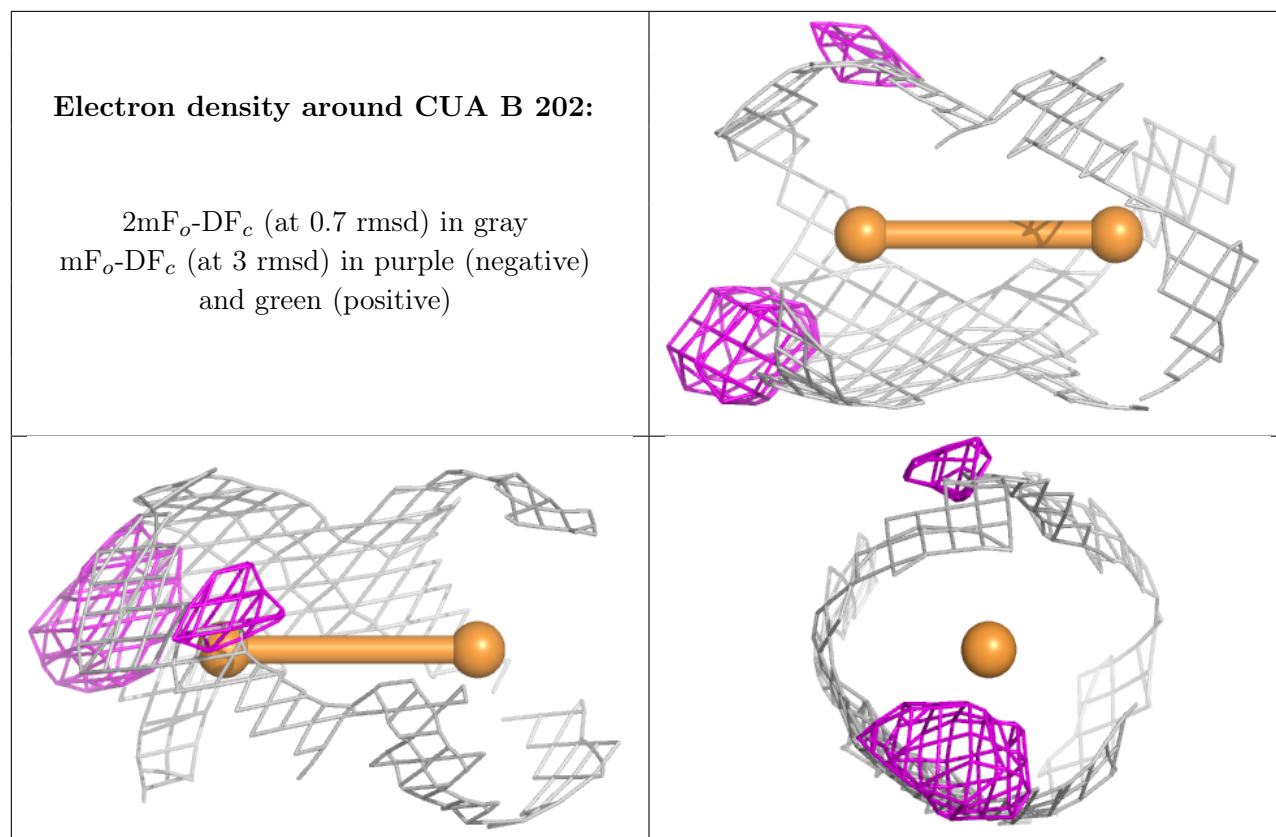 Electron density around CUA B 202:
2mFo-DFc (at 0.7 rmsd) in gray
mFo-DFc (at 3 rmsd) in purple (negative)
and green (positive)